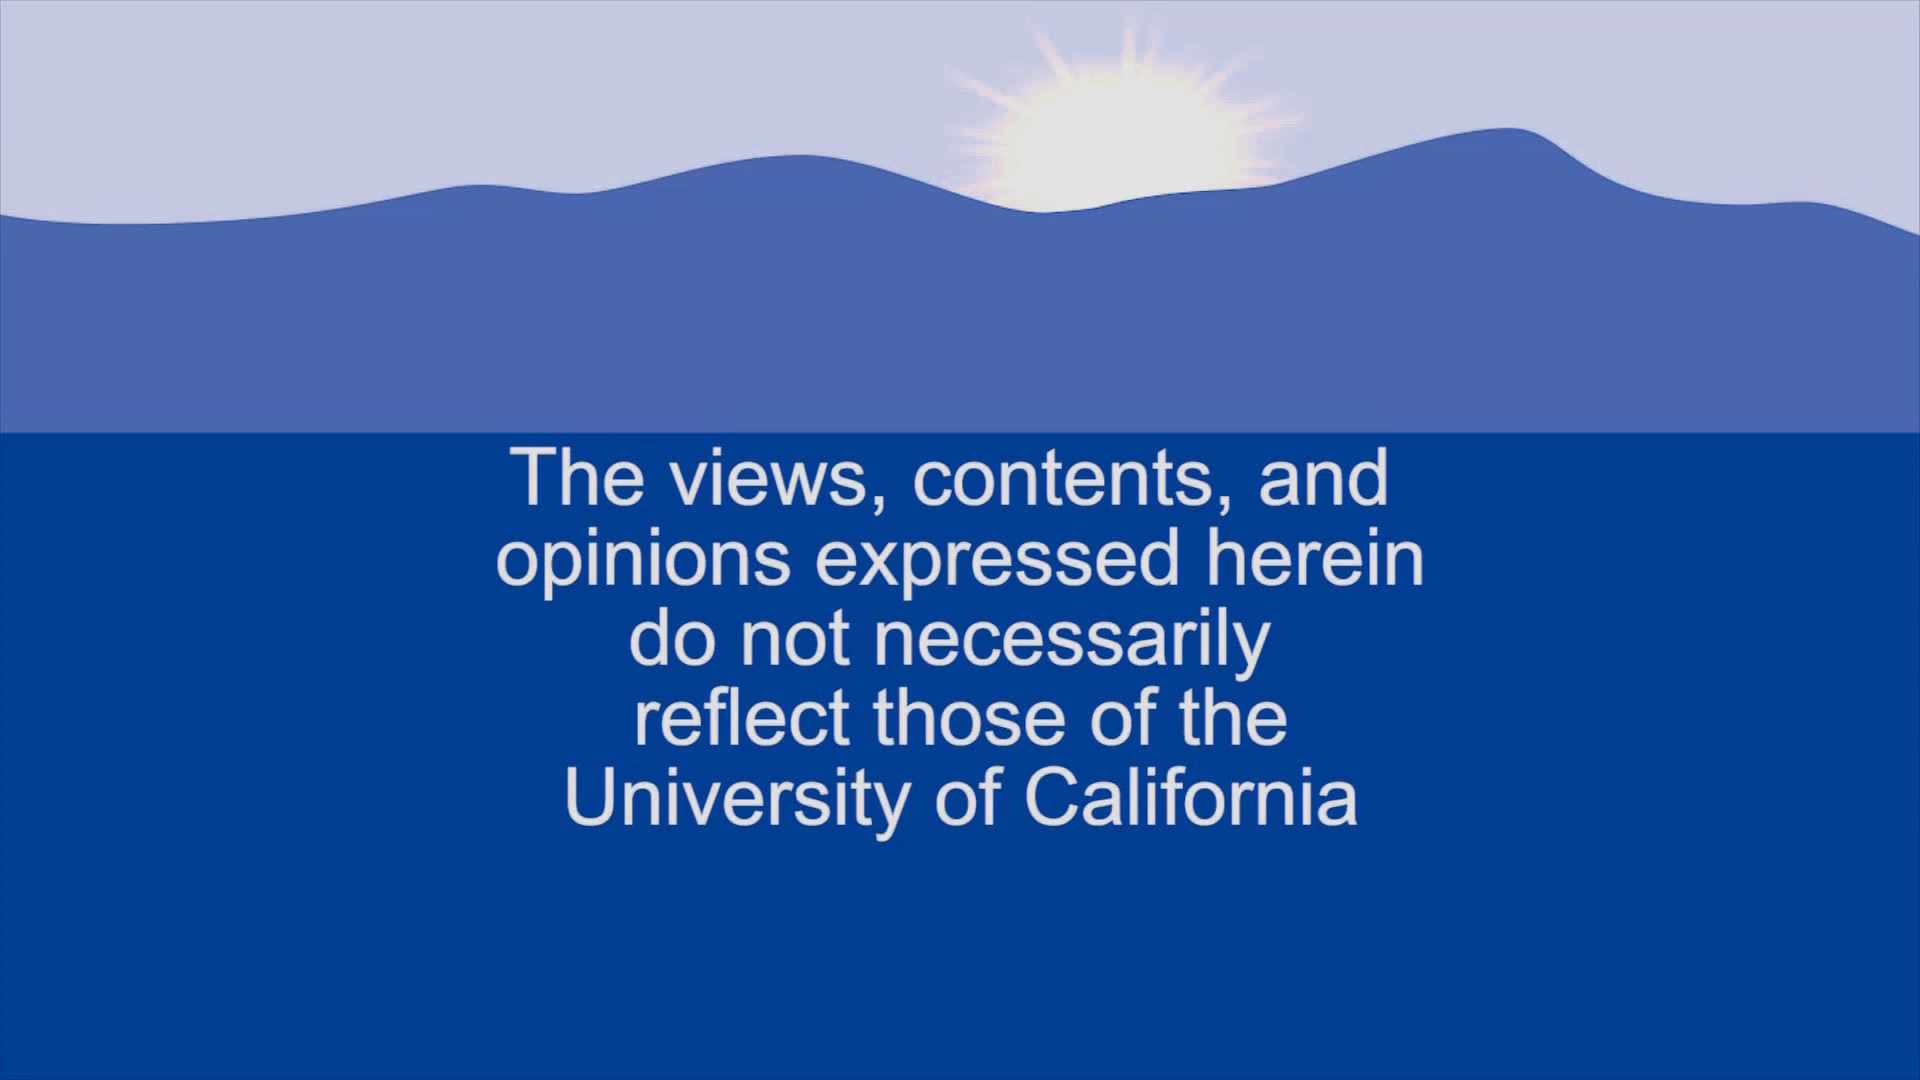 The views, contents, and
opinions expressed herein
do not necessarily
reflect those of the
University of California